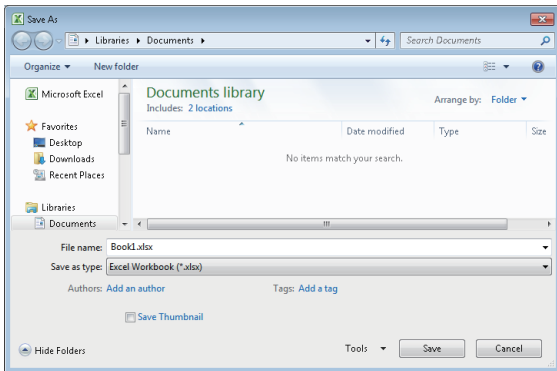 Save As
Libraries Documents
Search Documents
Organize New folder
Microsoft Excel
Favorites
Desktop
Downloads
Recent Places
Libraries
Documents
Documents library
Includes: 2 locations
Arrange by: Folder
Name Date modified Type Size
No items match your search.
File name: Book1.xlsx
Save as type: Excel Workbook (*.xlsx)
Authors: Add an author Tags: Add a tag
Save Thumbnail
Hide Folders Tools Save Cancel